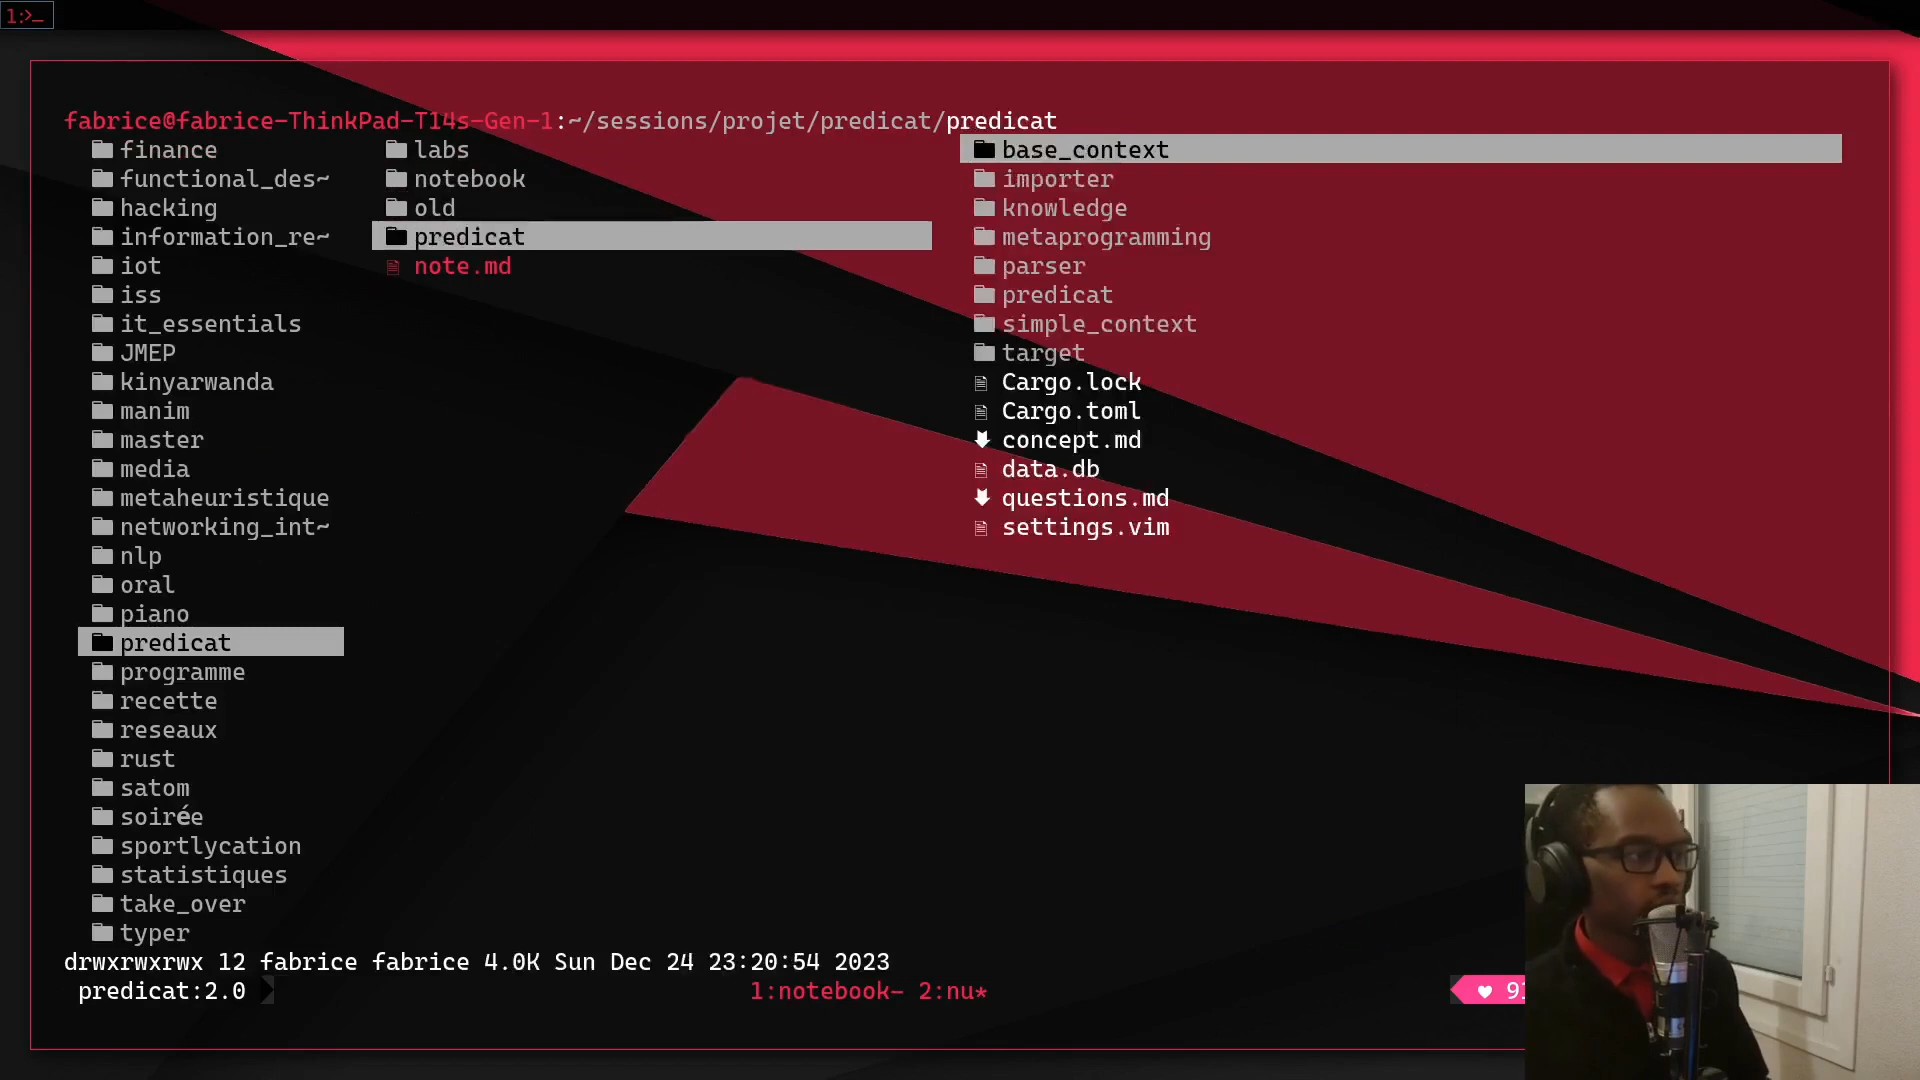 1:>_
fabrice@fabrice-ThinkPad-T14s-Gen-1:~/sessions/projet/predicat/predicat
finance
functional_des~
hacking
information_re~
iot
iss
it_essentials
JMEP
kinyarwanda
manim
master
media
metaheuristique
networking_int~
nlp
oral
piano
predicat
programme
recette
reseaux
rust
satom
soirée
sportlycation
statistiques
take_over
typer
labs
notebook
old
predicat
note.md
base_context
importer
knowledge
metaprogramming
parser
predicat
simple_context
target
Cargo.lock
Cargo.toml
concept.md
data.db
questions.md
settings.vim
drwxrwxrwx 12 fabrice fabrice 4.0K Sun Dec 24 23:20:54 2023
predicat:2.0 1:notebook- 2:nu*